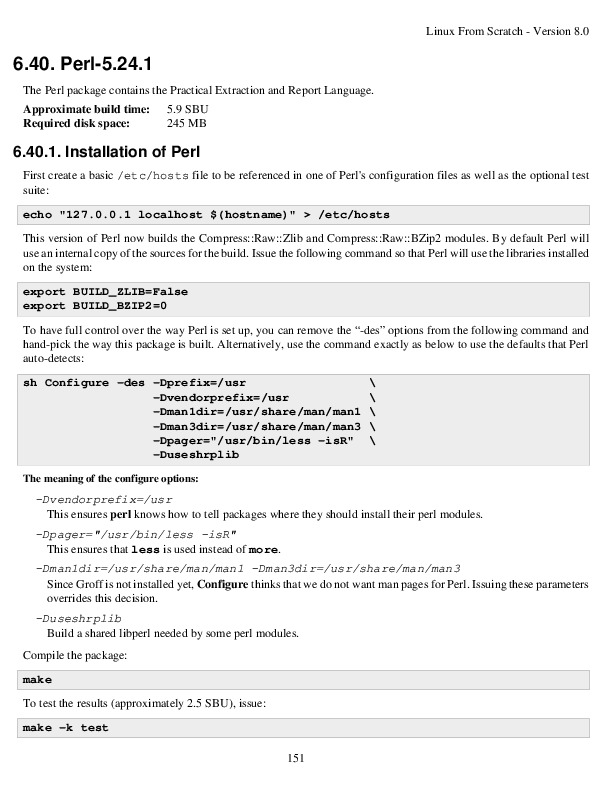 Linux From Scratch - Version 8.0
6.40. Perl-5.24.1
The Perl package contains the Practical Extraction and Report Language.
Approximate build time: 5.9 SBU
Required disk space: 245 MB
6.40.1. Installation of Perl
First create a basic /etc/hosts file to be referenced in one of Perl's configuration files as well as the optional test
suite:
echo "127.0.0.1 localhost $(hostname)" > /etc/hosts
This version of Perl now builds the Compress::Raw::Zlib and Compress::Raw::BZip2 modules. By default Perl will
use an internal copy of the sources for the build. Issue the following command so that Perl will use the libraries installed
on the system:
export BUILD_ZLIB=False
export BUILD_BZIP2=0
To have full control over the way Perl is set up, you can remove the “-des” options from the following command and
hand-pick the way this package is built. Alternatively, use the command exactly as below to use the defaults that Perl
auto-detects:
sh Configure -des -Dprefix=/usr                 \
                  -Dvendorprefix=/usr           \
                  -Dman1dir=/usr/share/man/man1 \
                  -Dman3dir=/usr/share/man/man3 \
                  -Dpager="/usr/bin/less -isR"  \
                  -Duseshrplib
The meaning of the configure options:
-Dvendorprefix=/usr
This ensures perl knows how to tell packages where they should install their perl modules.
-Dpager="/usr/bin/less -isR"
This ensures that less is used instead of more.
-Dman1dir=/usr/share/man/man1 -Dman3dir=/usr/share/man/man3
Since Groff is not installed yet, Configure thinks that we do not want man pages for Perl. Issuing these parameters
overrides this decision.
-Duseshrplib
Build a shared libperl needed by some perl modules.
Compile the package:
make
To test the results (approximately 2.5 SBU), issue:
make -k test
151